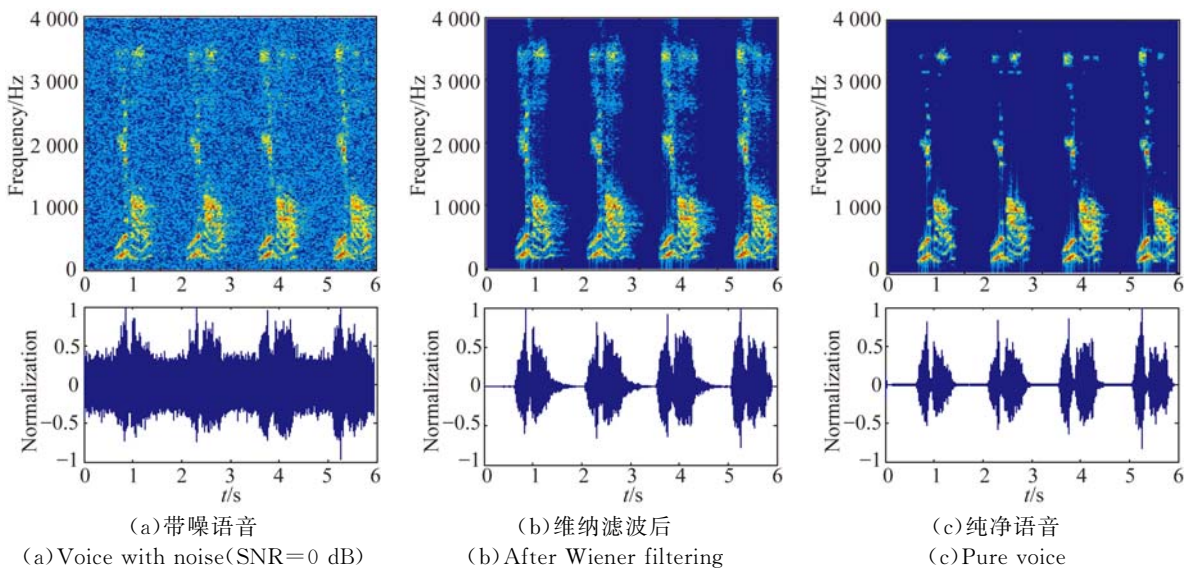 4 000
3 000
2 000
1 000
0
Frequency/Hz
0 1 2 3 4 5 6
4 000
3 000
2 000
1 000
0
Frequency/Hz
0 1 2 3 4 5 6
4 000
3 000
2 000
1 000
0
Frequency/Hz
0 1 2 3 4 5 6
1
0.5
0
−0.5
−1
Normalization
0 1 2 3 4 5 6
t/s
1
0.5
0
−0.5
−1
Normalization
0 1 2 3 4 5 6
t/s
1
0.5
0
−0.5
−1
Normalization
0 1 2 3 4 5 6
t/s
(a)带噪语音
(a)Voice with noise(SNR=0 dB)
(b)维纳滤波后
(b)After Wiener filtering
(c)纯净语音
(c)Pure voice